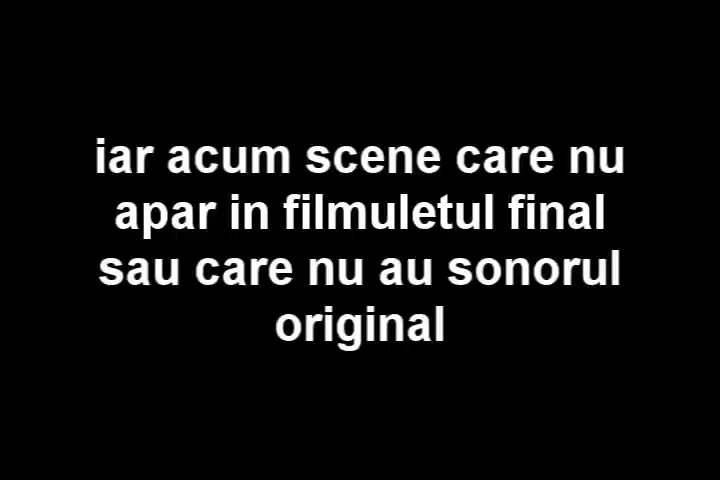 iar acum scene care nu
apar in filmuletul final
sau care nu au sonorul
original